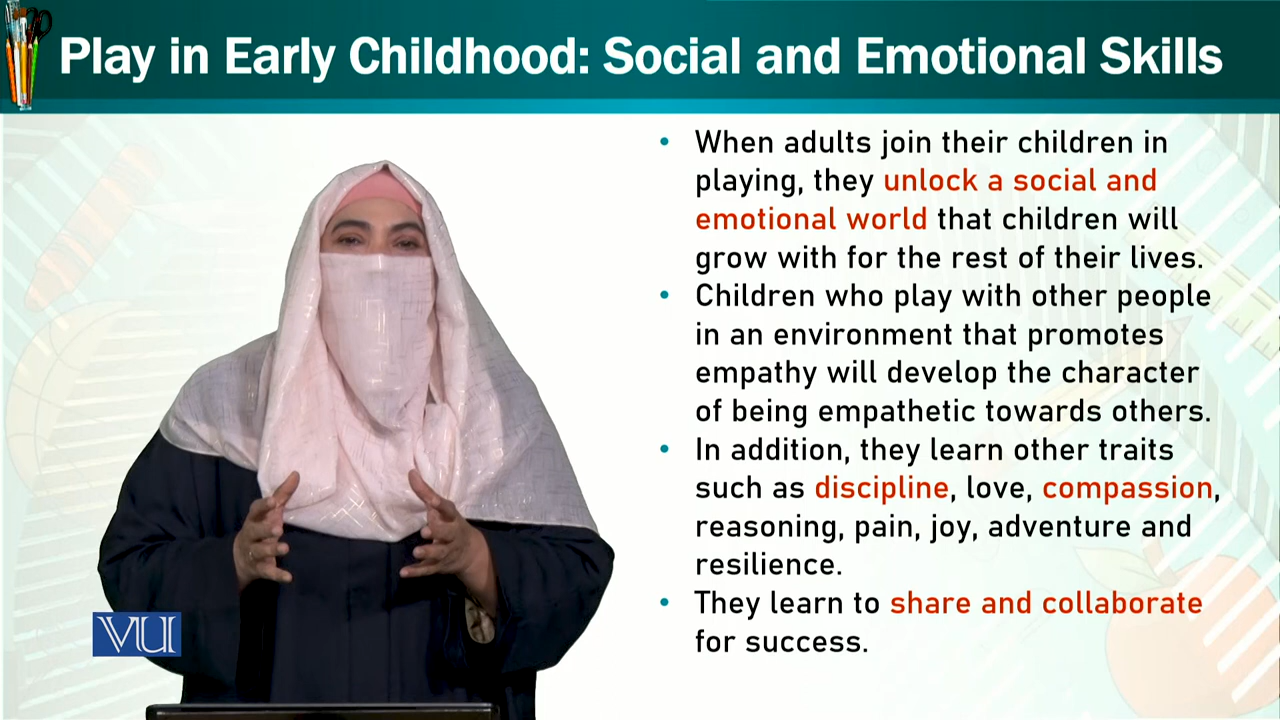 Play in Early Childhood: Social and Emotional Skills
• When adults join their children in
playing, they unlock a social and
emotional world that children will
grow with for the rest of their lives.
• Children who play with other people
in an environment that promotes
empathy will develop the character
of being empathetic towards others.
• In addition, they learn other traits
such as discipline, love, compassion,
reasoning, pain, joy, adventure and
resilience.
• They learn to share and collaborate
for success.
VU